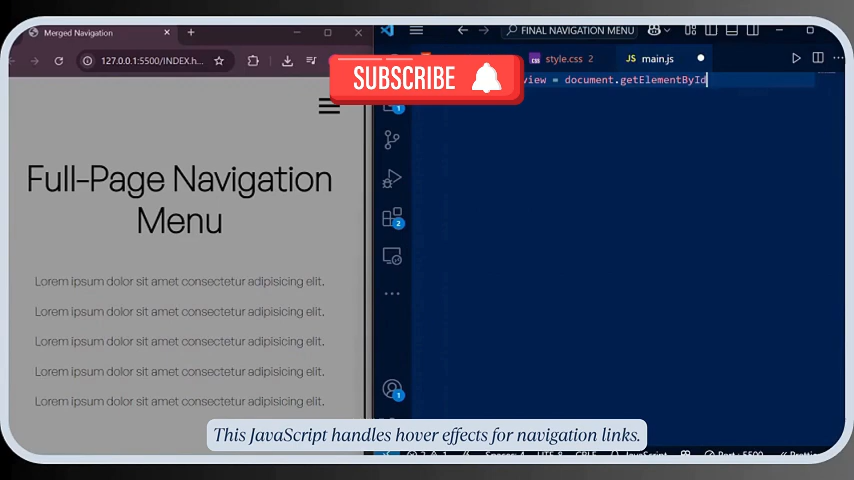 Merged Navigation
FINAL NAVIGATION MENU
127.0.0.1:5500/INDEX.h...
style.css 2
JS main.js
SUBSCRIBE
view = document.getElementById
1
2
Full-Page Navigation
Menu
Lorem ipsum dolor sit amet consectetur adipisicing elit.
Lorem ipsum dolor sit amet consectetur adipisicing elit.
Lorem ipsum dolor sit amet consectetur adipisicing elit.
Lorem ipsum dolor sit amet consectetur adipisicing elit.
Lorem ipsum dolor sit amet consectetur adipisicing elit.
1
This JavaScript handles hover effects for navigation links.